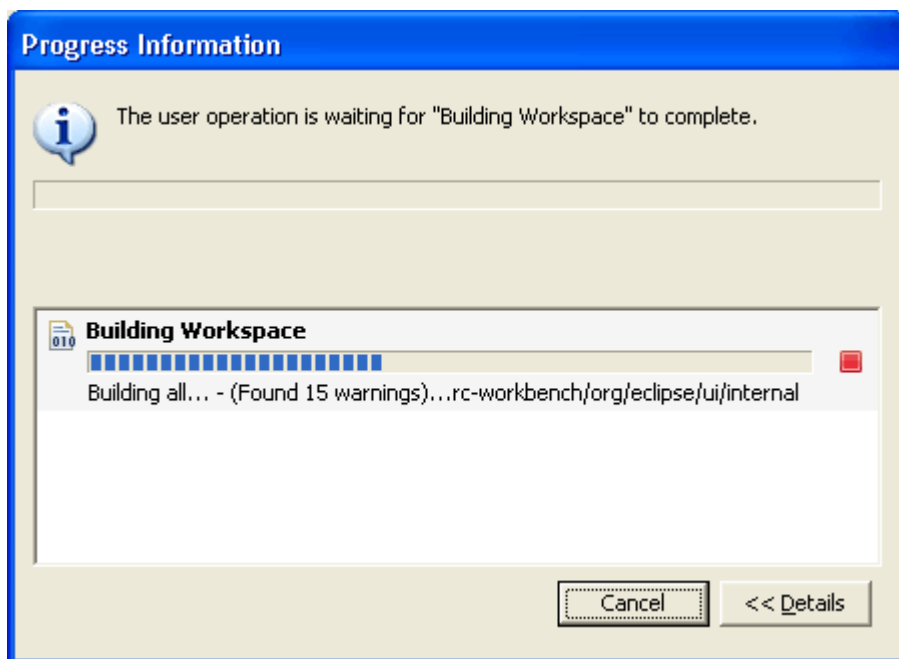 Progress Information
The user operation is waiting for "Building Workspace" to complete.
010
Building Workspace
Building all... - (Found 15 warnings)...rc-workbench/org/eclipse/ui/internal
Cancel
<< Details